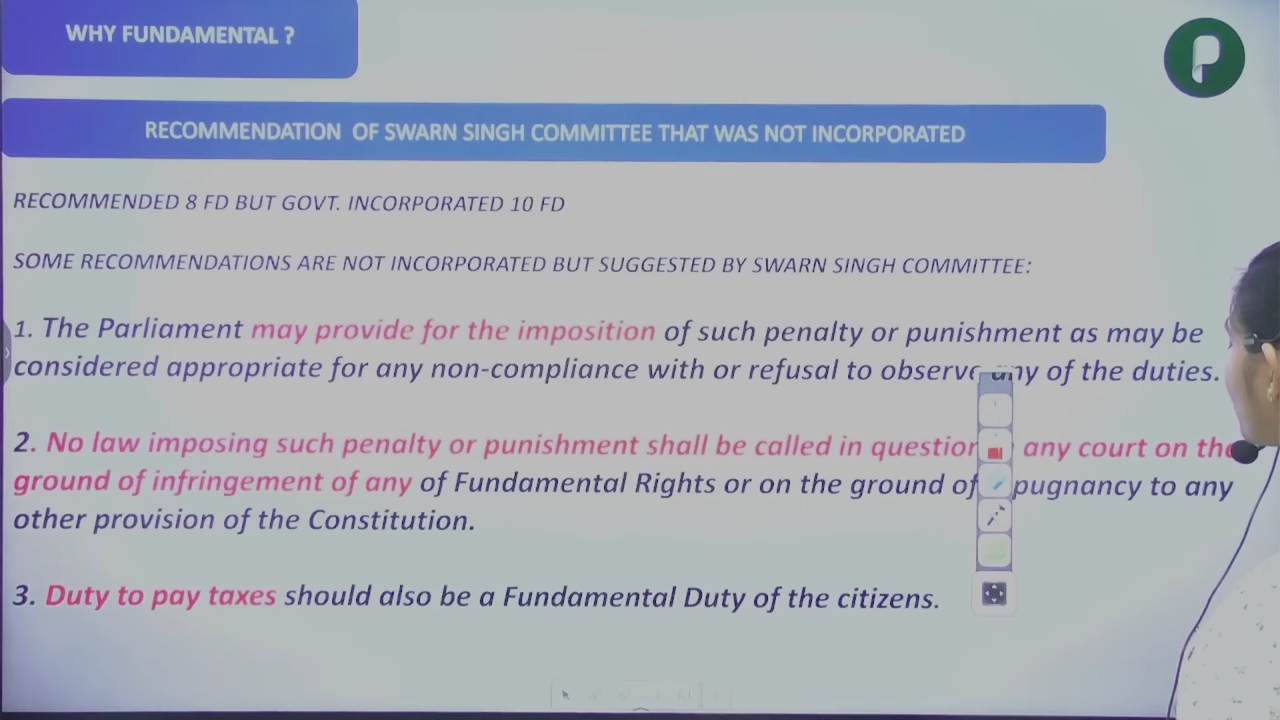 WHY FUNDAMENTAL ?
RECOMMENDATION OF SWARN SINGH COMMITTEE THAT WAS NOT INCORPORATED
RECOMMENDED 8 FD BUT GOVT. INCORPORATED 10 FD
SOME RECOMMENDATIONS ARE NOT INCORPORATED BUT SUGGESTED BY SWARN SINGH COMMITTEE:
1. The Parliament may provide for the imposition of such penalty or punishment as may be
considered appropriate for any non-compliance with or refusal to observe any of the duties.
2. No law imposing such penalty or punishment shall be called in question any court on the
ground of infringement of any of Fundamental Rights or on the ground of pugnancy to any
other provision of the Constitution.
3. Duty to pay taxes should also be a Fundamental Duty of the citizens.